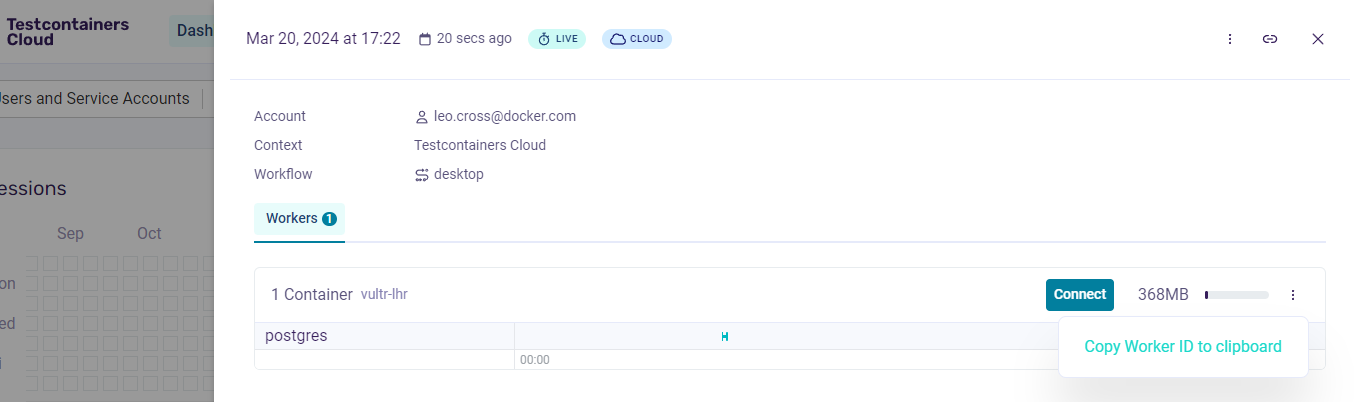 Testcontainers
Cloud
Dash
Mar 20, 2024 at 17:22
20 secs ago
LIVE
CLOUD
Users and Service Accounts
Account
leo.cross@docker.com
Context
Testcontainers Cloud
Workflow
desktop
essions
Workers 1
Sep
Oct
on
ed
i
1 Container vultr-lhr
Connect
368MB
postgres
00:00
Copy Worker ID to clipboard